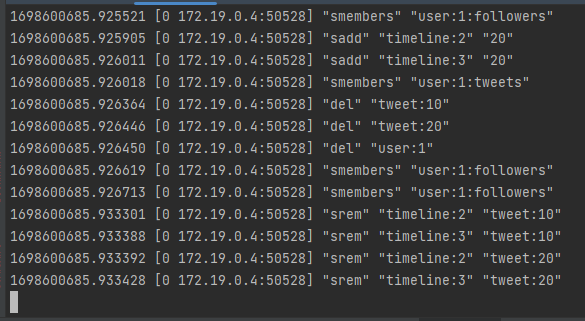 1698600685.925521 [0 172.19.0.4:50528] "smembers" "user:1:followers"
1698600685.925905 [0 172.19.0.4:50528] "sadd" "timeline:2" "20"
1698600685.926011 [0 172.19.0.4:50528] "sadd" "timeline:3" "20"
1698600685.926018 [0 172.19.0.4:50528] "smembers" "user:1:tweets"
1698600685.926364 [0 172.19.0.4:50528] "del" "tweet:10"
1698600685.926446 [0 172.19.0.4:50528] "del" "tweet:20"
1698600685.926450 [0 172.19.0.4:50528] "del" "user:1"
1698600685.926619 [0 172.19.0.4:50528] "smembers" "user:1:followers"
1698600685.926713 [0 172.19.0.4:50528] "smembers" "user:1:followers"
1698600685.933301 [0 172.19.0.4:50528] "srem" "timeline:2" "tweet:10"
1698600685.933388 [0 172.19.0.4:50528] "srem" "timeline:3" "tweet:10"
1698600685.933392 [0 172.19.0.4:50528] "srem" "timeline:2" "tweet:20"
1698600685.933428 [0 172.19.0.4:50528] "srem" "timeline:3" "tweet:20"